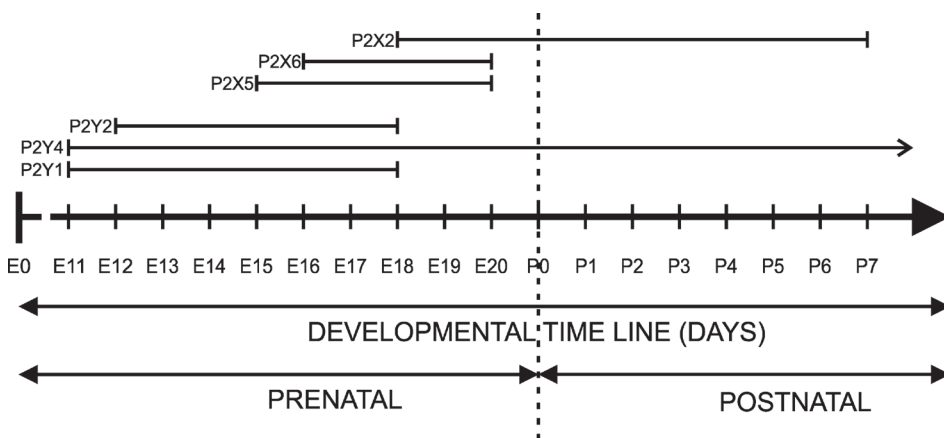 P2X2
P2X6
P2X5
P2Y2
P2Y4
P2Y1
E0 E11 E12 E13 E14 E15 E16 E17 E18 E19 E20 P0 P1 P2 P3 P4 P5 P6 P7
DEVELOPMENTAL TIME LINE (DAYS)
PRENATAL
POSTNATAL